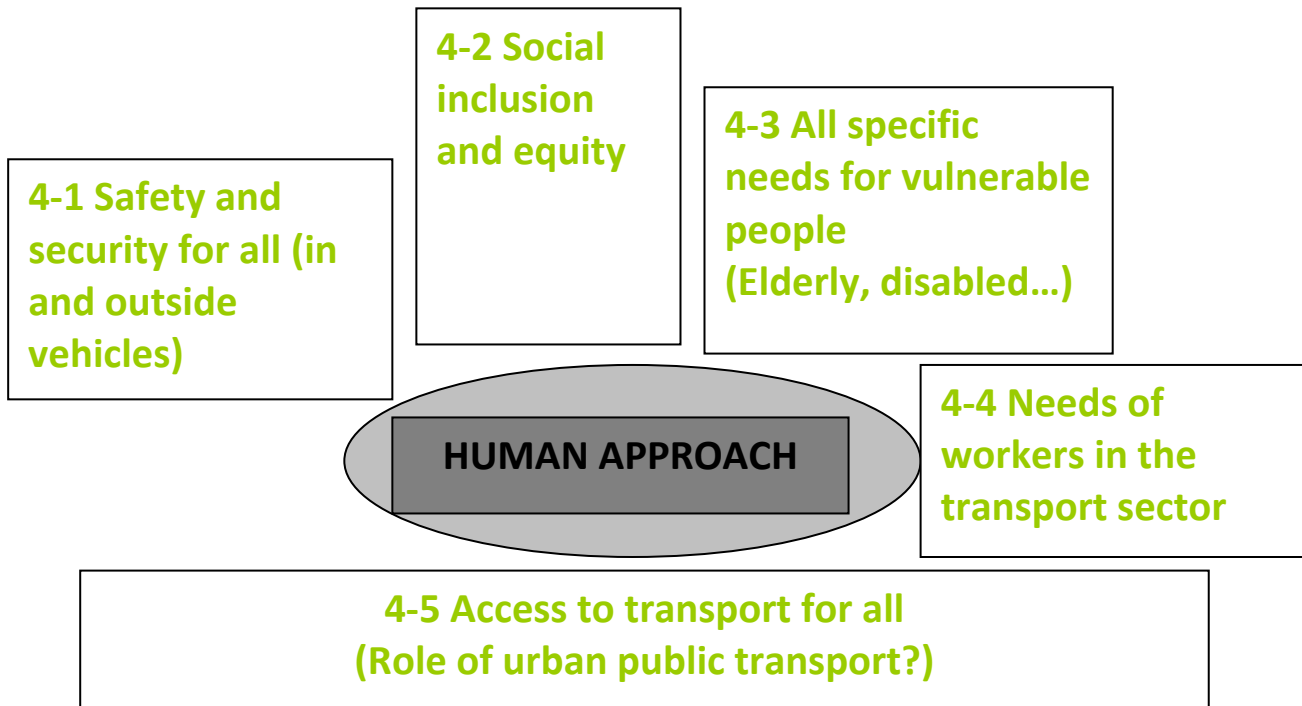 4-1 Safety and
security for all (in
and outside
vehicles)
4-2 Social
inclusion
and equity
4-3 All specific
needs for vulnerable
people
(Elderly, disabled…)
HUMAN APPROACH
4-4 Needs of
workers in the
transport sector
4-5 Access to transport for all
(Role of urban public transport?)